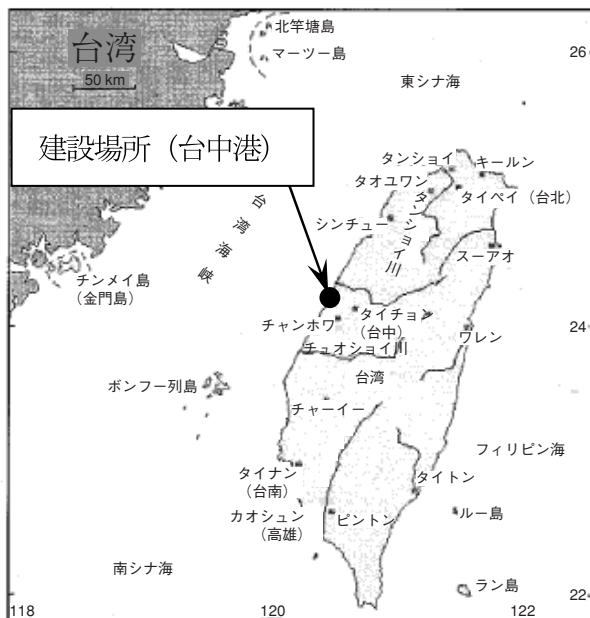 北竿塘島
台湾
マーツー島
26
50 km
東シナ海
建設場所（台中港）
タンショイ
キールン
タオユワン
タイペイ（台北）
タンショイ川
シンチュー
台湾海峡
スーアオ
チンメイ島
（金門島）
タイチョン
（台中）
24
チャンホワ
ワレン
チュオショイ川
台湾
ボンフー列島
チャーイー
フィリピン海
タイナン
（台南）
タイトン
カオシュン
（高雄）
ピントン
ルー島
南シナ海
ラン島
22
118
120
122